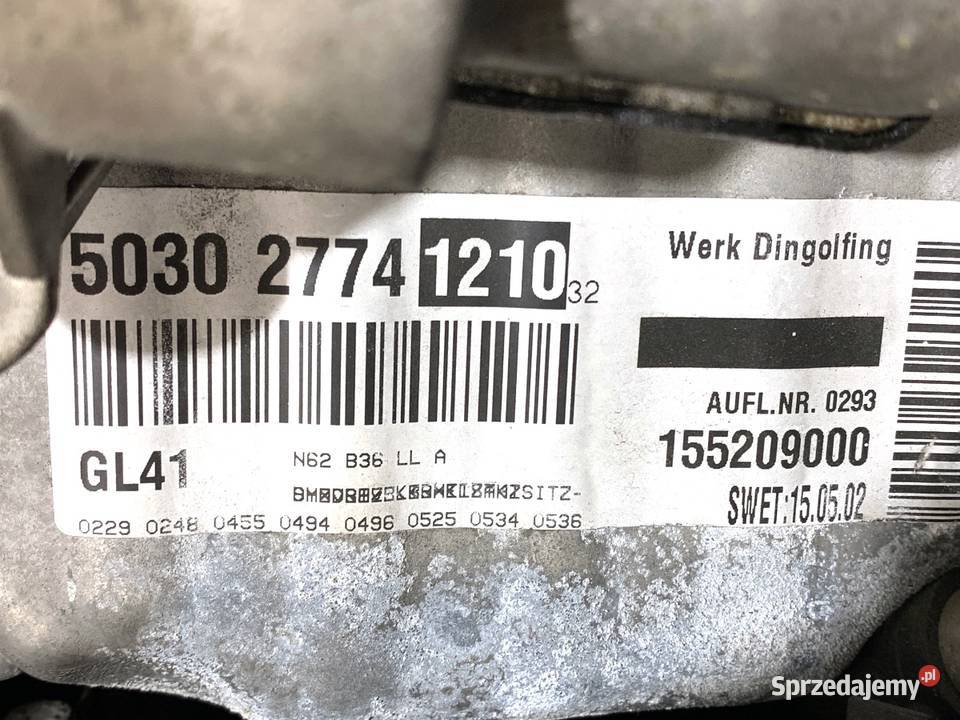 5030 2774 1210 32
Werk Dingolfing
AUFL.NR. 0293
155209000
SWET:15.05.02
GL41
N62 B36 LL A
0229 0248 0455 0494 0496 0525 0534 0536
Sprzedajemy.pl